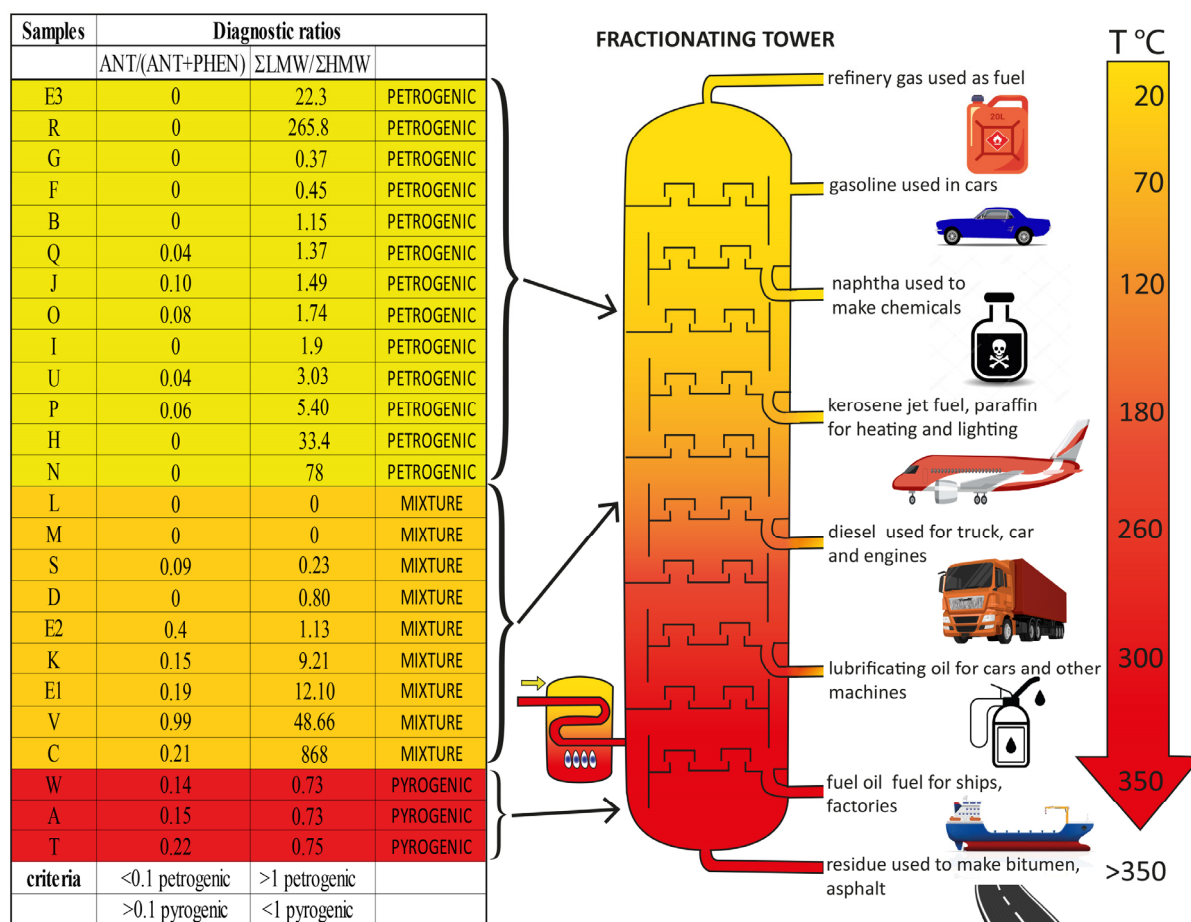 Samples Diagnostic ratios
ANT/(ANT+PHEN) ΣLMW/ΣHMW
E3 0 22.3 PETROGENIC
R 0 265.8 PETROGENIC
G 0 0.37 PETROGENIC
F 0 0.45 PETROGENIC
B 0 1.15 PETROGENIC
Q 0.04 1.37 PETROGENIC
J 0.10 1.49 PETROGENIC
O 0.08 1.74 PETROGENIC
I 0 1.9 PETROGENIC
U 0.04 3.03 PETROGENIC
P 0.06 5.40 PETROGENIC
H 0 33.4 PETROGENIC
N 0 78 PETROGENIC
L 0 0 MIXTURE
M 0 0 MIXTURE
S 0.09 0.23 MIXTURE
D 0 0.80 MIXTURE
E2 0.4 1.13 MIXTURE
K 0.15 9.21 MIXTURE
E1 0.19 12.10 MIXTURE
V 0.99 48.66 MIXTURE
C 0.21 868 MIXTURE
W 0.14 0.73 PYROGENIC
A 0.15 0.73 PYROGENIC
T 0.22 0.75 PYROGENIC
criteria <0.1 petrogenic >1 petrogenic
>0.1 pyrogenic <1 pyrogenic
FRACTIONATING TOWER
T °C
refinery gas used as fuel
20L
20
gasoline used in cars
70
naphtha used to
make chemicals
120
kerosene jet fuel, paraffin
for heating and lighting
180
diesel used for truck, car
and engines
260
lubrificating oil for cars and other
machines
300
fuel oil fuel for ships,
factories
350
residue used to make bitumen,
asphalt
>350